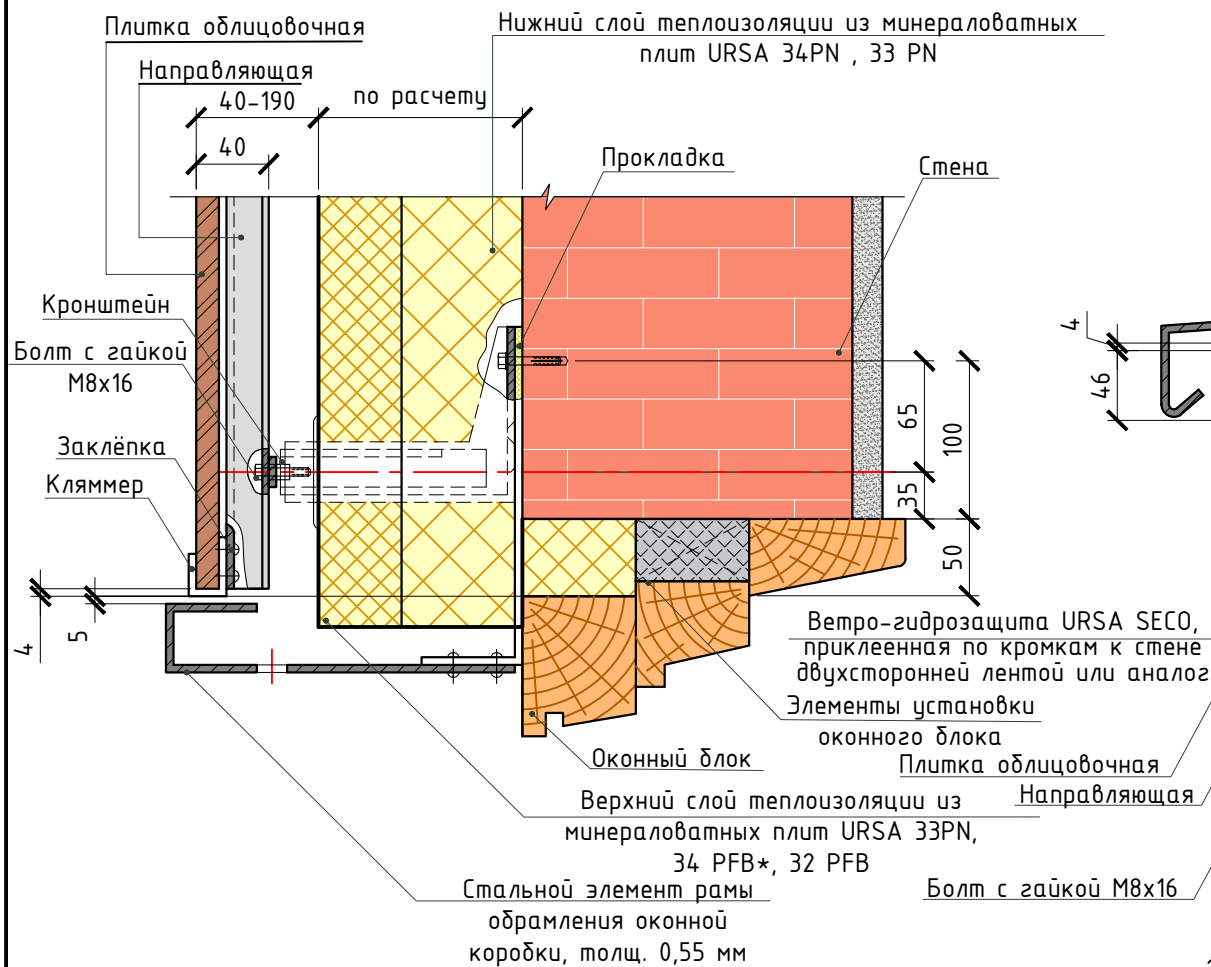 Плитка облицовочная
Нижний слой теплоизоляции из минераловатных
плит URSA 34PN , 33 PN
Направляющая
40-190
по расчету
40
Прокладка
Стена
Кронштейн
Болт с гайкой
М8х16
Заклёпка
Кляммер
4
46
65
100
35
50
4
5
Ветро-гидрозащита URSA SECO,
приклеенная по кромкам к стене
двухсторонней лентой или аналог
Элементы установки
оконного блока
Оконный блок
Плитка облицовочная
Направляющая
Верхний слой теплоизоляции из
минераловатных плит URSA 33PN,
34 PFB*, 32 PFB
Стальной элемент рамы
обрамления оконной
коробки, толщ. 0,55 мм
Болт с гайкой М8х16